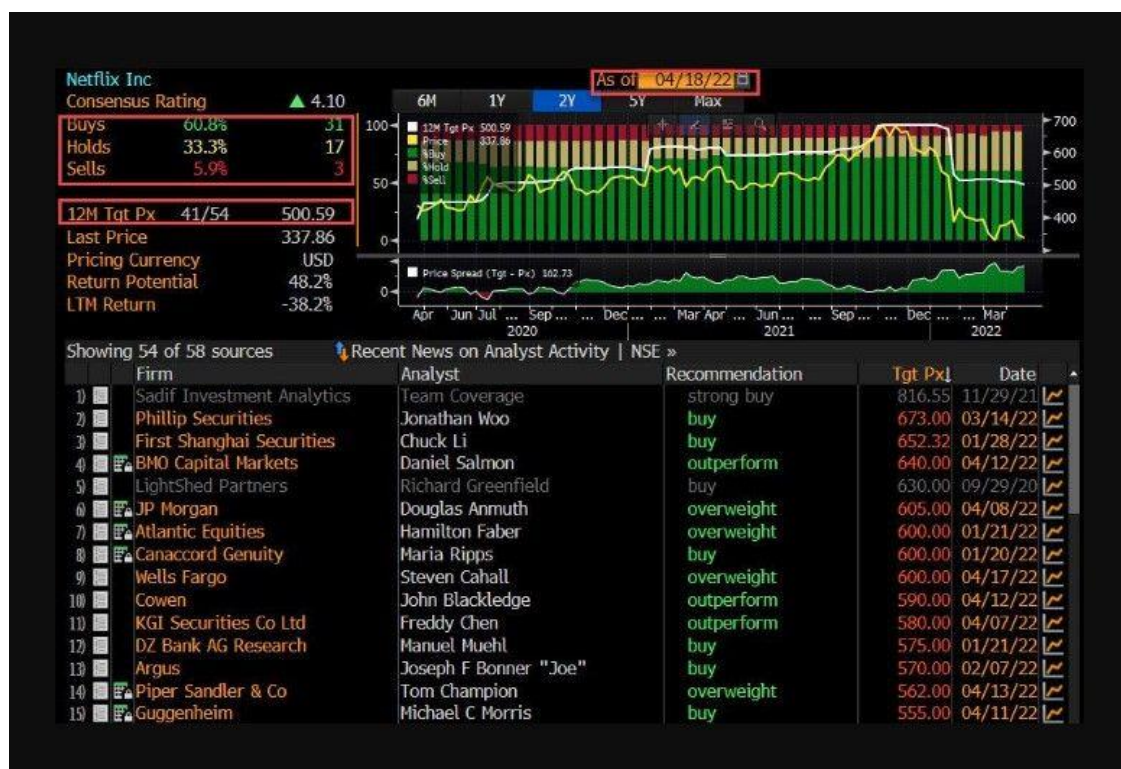 Netflix Inc
As of 04/18/22
Consensus Rating ▲ 4.10
6M 1Y 2Y 5Y Max
Buys 60.8% 31
Holds 33.3% 17
Sells 5.9% 3
12M Tgt Px 41/54 500.59
Last Price 337.86
Pricing Currency USD
Return Potential 48.2%
LTM Return -38.2%
100
50
0
12M Tgt Px 500.59
Price 337.86
%Buy
%Hold
%Sell
700
600
500
400
Price Spread (Tgt - Px) 162.73
0
Apr Jun Jul ... Sep ... ... Dec ... ... Mar Apr ... Jun ... ... Sep ... ... Dec ... ... Mar
2020 2021 2022
Showing 54 of 58 sources Recent News on Analyst Activity | NSE »
Firm Analyst Recommendation Tgt Px↓ Date
1) Sadif Investment Analytics Team Coverage strong buy 816.55 11/29/21
2) Phillip Securities Jonathan Woo buy 673.00 03/14/22
3) First Shanghai Securities Chuck Li buy 652.32 01/28/22
4) BMO Capital Markets Daniel Salmon outperform 640.00 04/12/22
5) LightShed Partners Richard Greenfield buy 630.00 09/29/20
6) JP Morgan Douglas Anmuth overweight 605.00 04/08/22
7) Atlantic Equities Hamilton Faber overweight 600.00 01/21/22
8) Canaccord Genuity Maria Ripps buy 600.00 01/20/22
9) Wells Fargo Steven Cahall overweight 600.00 04/17/22
10) Cowen John Blackledge outperform 590.00 04/12/22
11) KGI Securities Co Ltd Freddy Chen outperform 580.00 04/07/22
12) DZ Bank AG Research Manuel Muehl buy 575.00 01/21/22
13) Argus Joseph F Bonner "Joe" buy 570.00 02/07/22
14) Piper Sandler & Co Tom Champion overweight 562.00 04/13/22
15) Guggenheim Michael C Morris buy 555.00 04/11/22